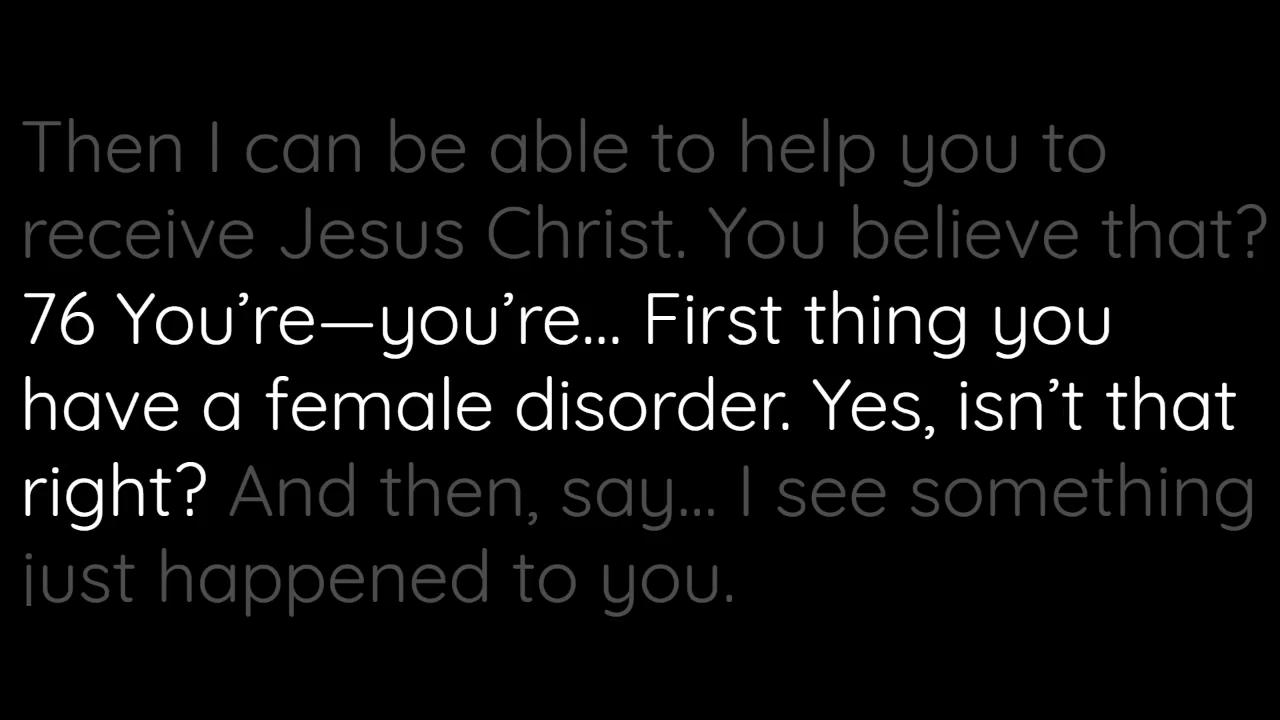 Then I can be able to help you to
receive Jesus Christ. You believe that?
76 You’re—you’re... First thing you
have a female disorder. Yes, isn’t that
right? And then, say... I see something
just happened to you.